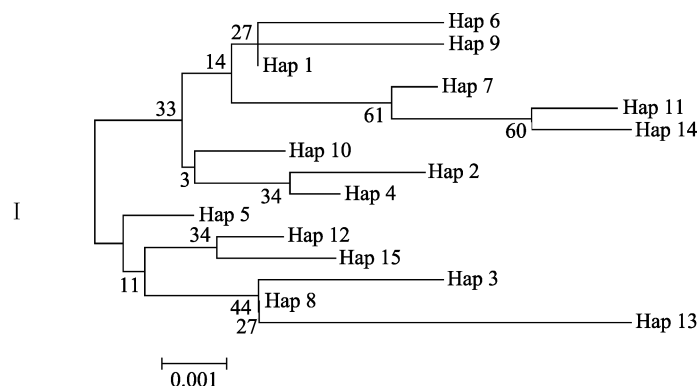 Hap 6
27
Hap 9
14
Hap 1
Hap 7
33
61
Hap 11
60
Hap 14
Hap 10
3
Hap 2
34
Hap 4
I
Hap 5
34
Hap 12
Hap 15
11
Hap 3
44
Hap 8
27
Hap 13
0.001